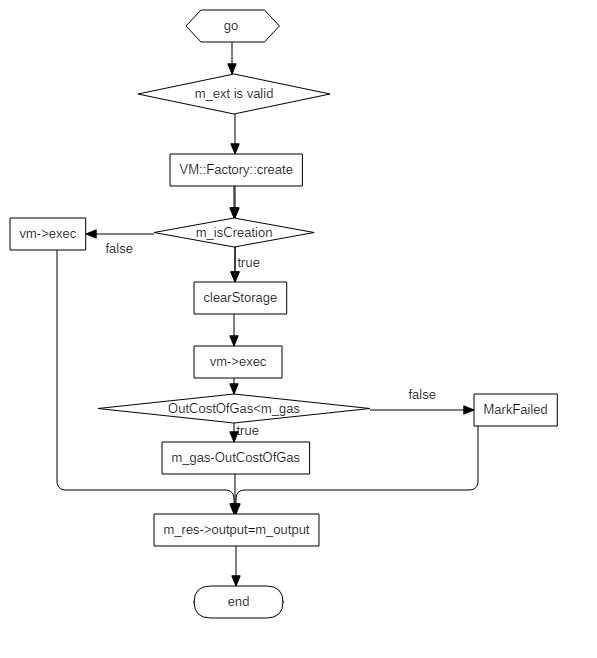 go
m_ext is valid
VM::Factory::create
m_isCreation
vm->exec
false
true
clearStorage
vm->exec
false
OutCostOfGas<m_gas
MarkFailed
true
m_gas-OutCostOfGas
m_res->output=m_output
end